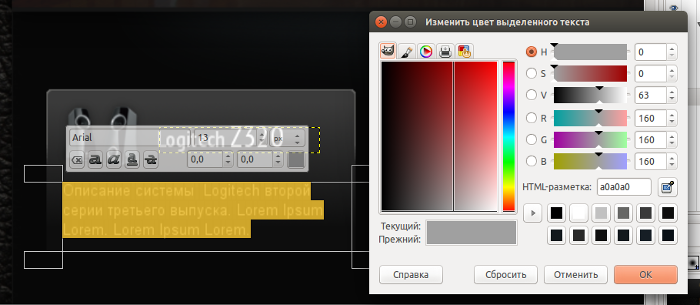 Изменить цвет выделенного текста
Arial
13
px
Logitech Z320
0,0
0,0
Описание системы Logitech второй
серии третьего выпуска. Lorem Ipsum
Lorem. Lorem Ipsum Lorem
H 0
S 0
V 63
R 160
G 160
B 160
HTML-разметка: a0a0a0
Текущий:
Прежний:
Справка
Сбросить
Отменить
OK